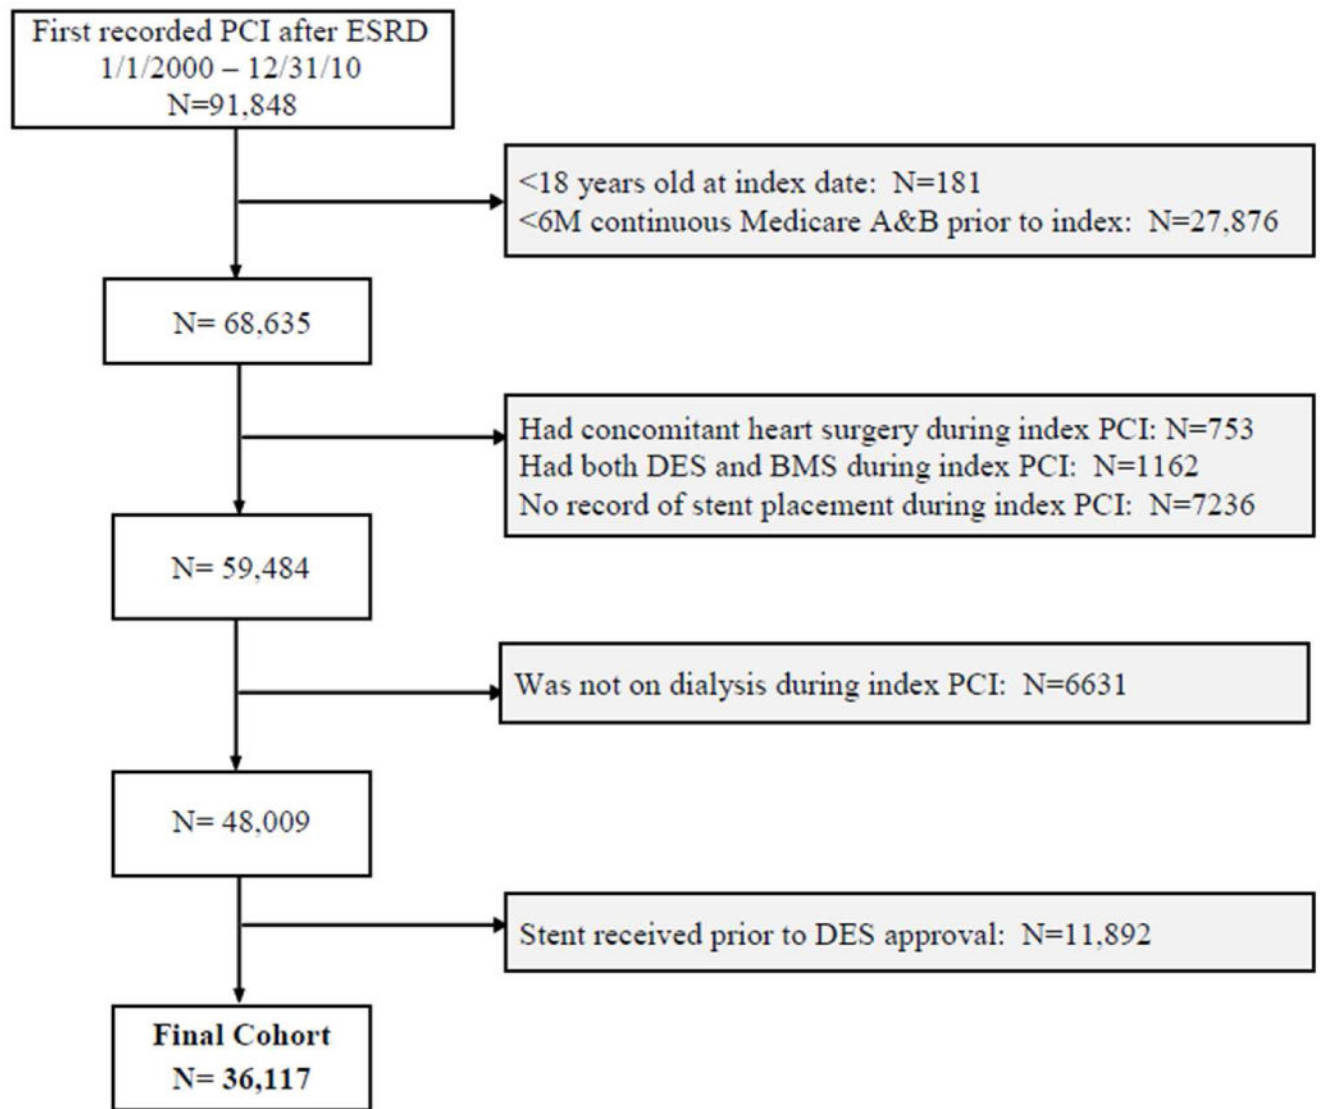 First recorded PCI after ESRD
1/1/2000 – 12/31/10
N=91,848
<18 years old at index date: N=181
<6M continuous Medicare A&B prior to index: N=27,876
N= 68,635
Had concomitant heart surgery during index PCI: N=753
Had both DES and BMS during index PCI: N=1162
No record of stent placement during index PCI: N=7236
N= 59,484
Was not on dialysis during index PCI: N=6631
N= 48,009
Stent received prior to DES approval: N=11,892
Final Cohort
N= 36,117